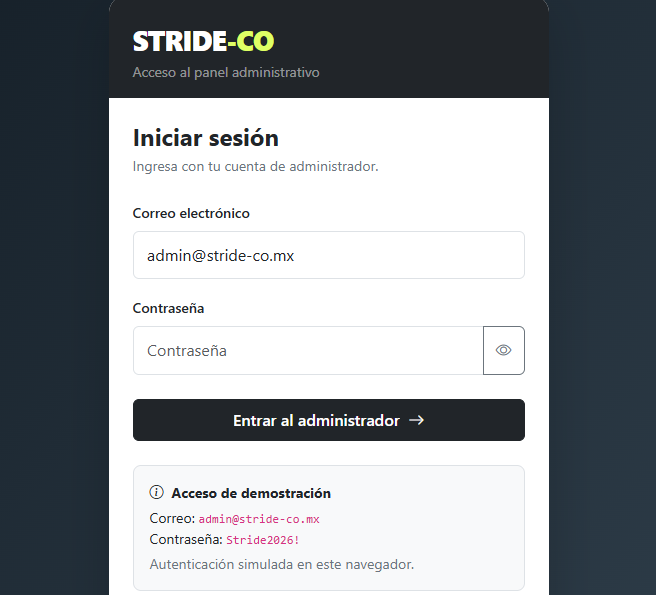 STRIDE-CO
Acceso al panel administrativo
Iniciar sesión
Ingresa con tu cuenta de administrador.
Correo electrónico
admin@stride-co.mx
Contraseña
Contraseña
Entrar al administrador →
Acceso de demostración
Correo: admin@stride-co.mx
Contraseña: Stride2026!
Autenticación simulada en este navegador.